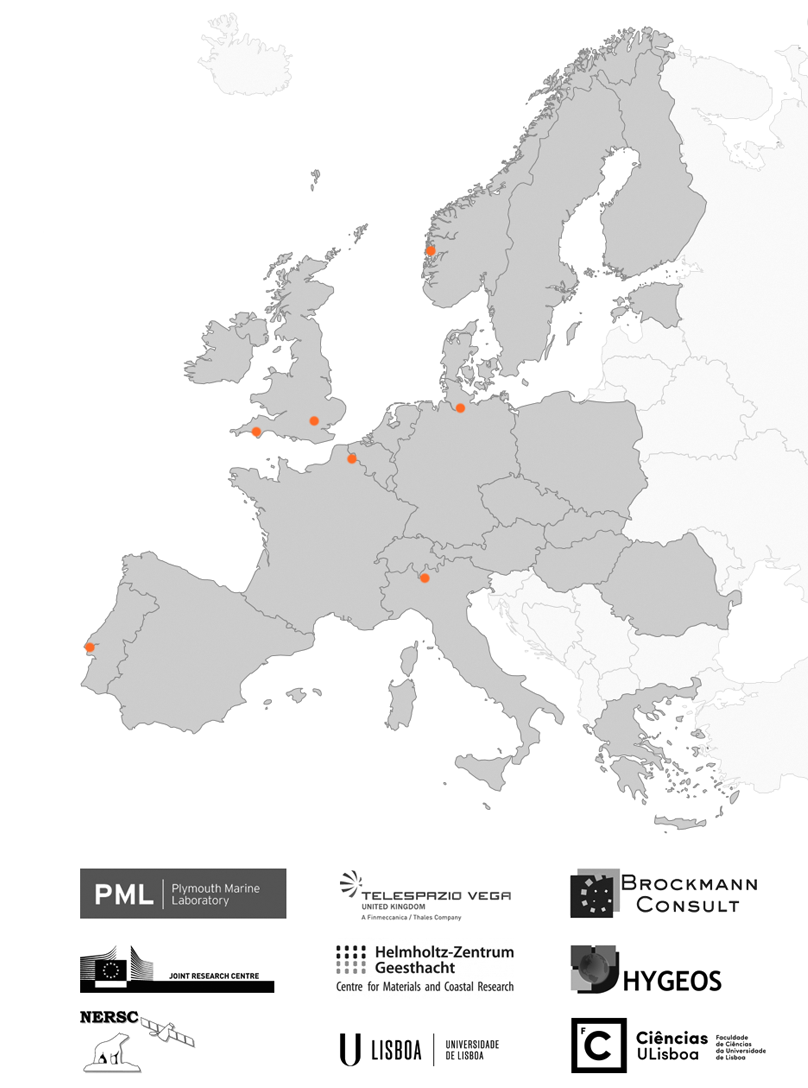 PML
Plymouth Marine
Laboratory
TELESPAZIO VEGA
UNITED KINGDOM
A Finmeccanica / Thales Company
BROCKMANN
CONSULT
JOINT RESEARCH CENTRE
Helmholtz-Zentrum
Geesthacht
Centre for Materials and Coastal Research
HYGEOS
NERSC
U LISBOA
UNIVERSIDADE
DE LISBOA
F
C
Ciências
ULisboa
Faculdade
de Ciências
da Universidade
de Lisboa